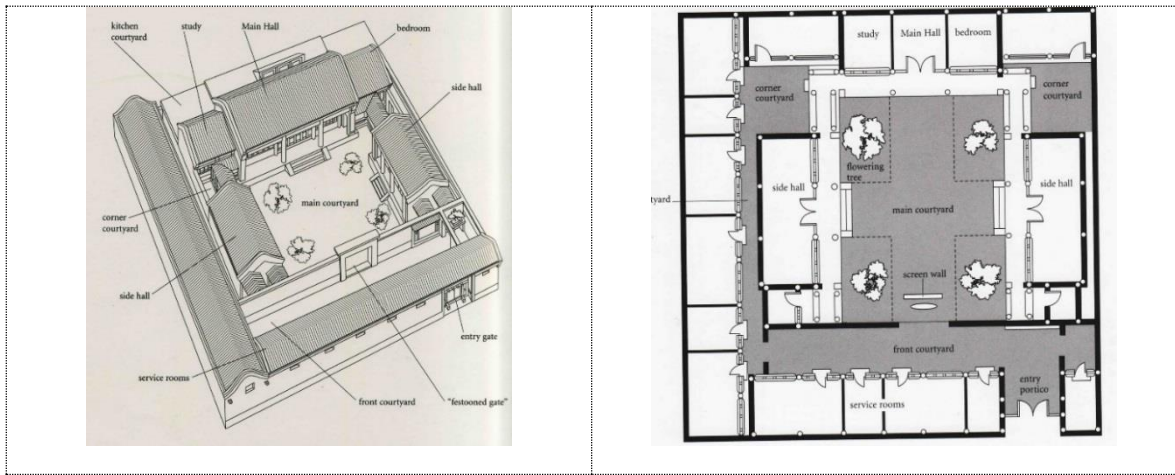 kitchen
courtyard
study
Main Hall
bedroom
side hall
main courtyard
corner
courtyard
side hall
entry gate
service rooms
front courtyard
"festooned gate"
study
Main Hall
bedroom
corner
courtyard
corner
courtyard
flowering
tree
side hall
side hall
yard
main courtyard
screen wall
front courtyard
entry
portico
service rooms